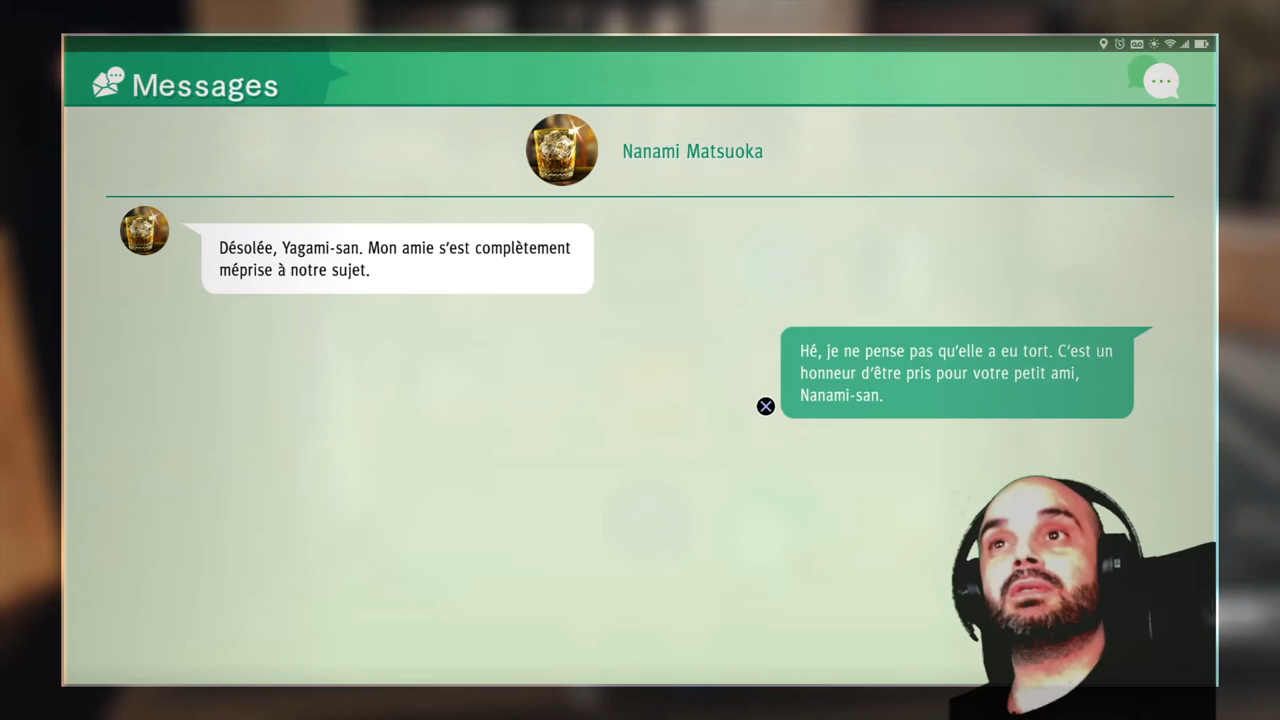 Messages
Nanami Matsuoka
Désolée, Yagami-san. Mon amie s'est complètement
méprise à notre sujet.
Hé, je ne pense pas qu'elle a eu tort. C'est un
honneur d'être pris pour votre petit ami,
Nanami-san.